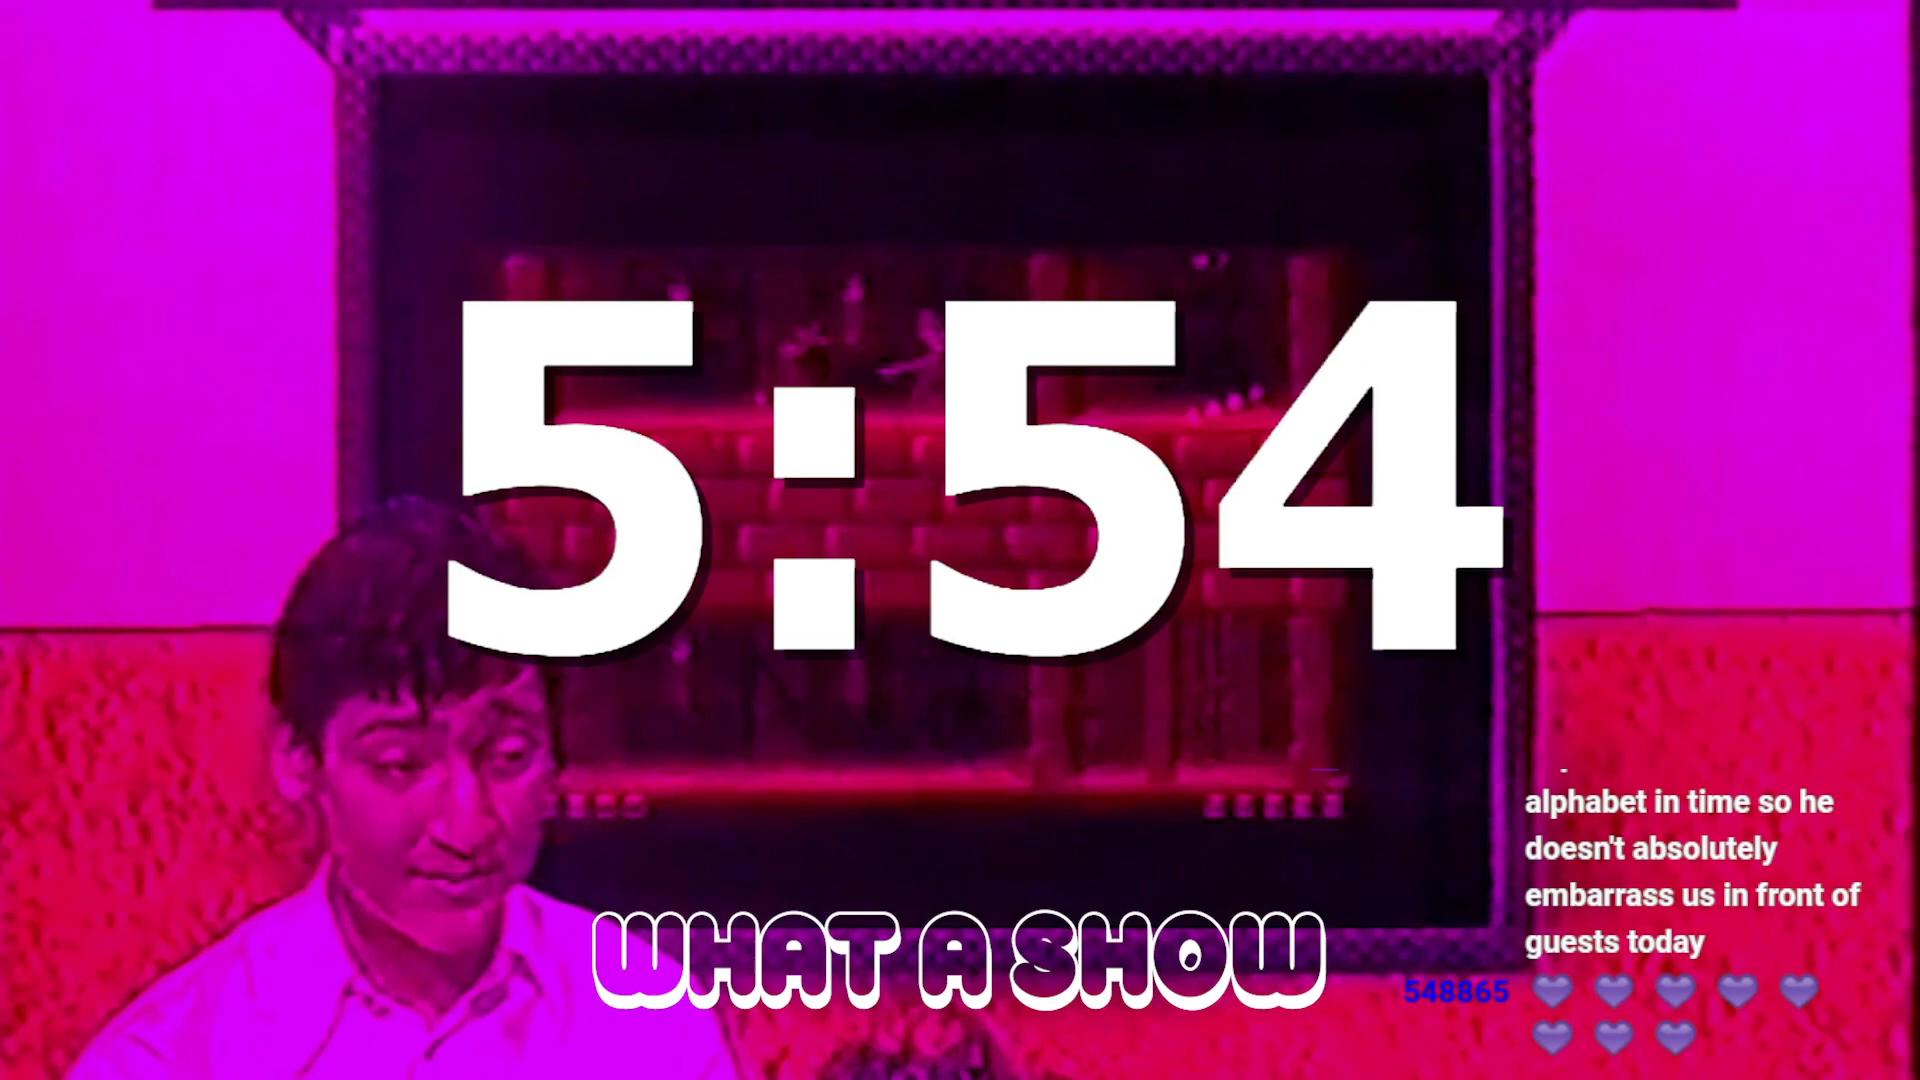 5:54
alphabet in time so he
doesn't absolutely
embarrass us in front of
guests today
WHAT A SHOW
548865 💜 💜 💜 💜 💜
💜 💜 💜